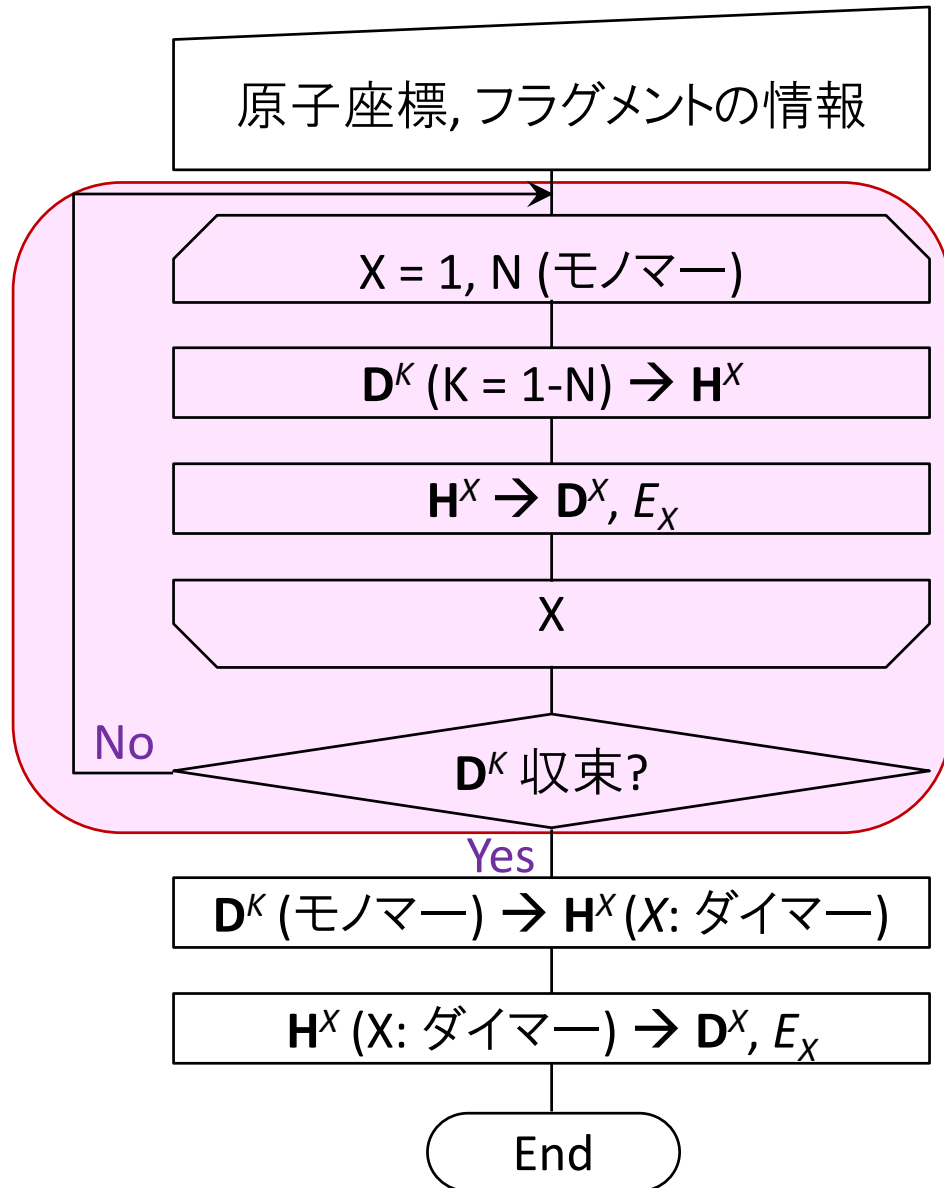 原子座標, フラグメントの情報
X = 1, N (モノマー)
D^K (K = 1-N) → H^X
H^X → D^X, E_X
X
No
D^K 収束?
Yes
D^K (モノマー) → H^X (X: ダイマー)
H^X (X: ダイマー) → D^X, E_X
End